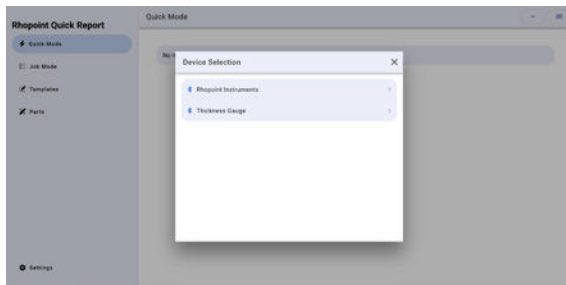 Rhopoint Quick Report
Quick Mode
Quick Mode
Job Mode
Templates
Parts
Settings
Device Selection
Rhopoint Instruments
Thickness Gauge